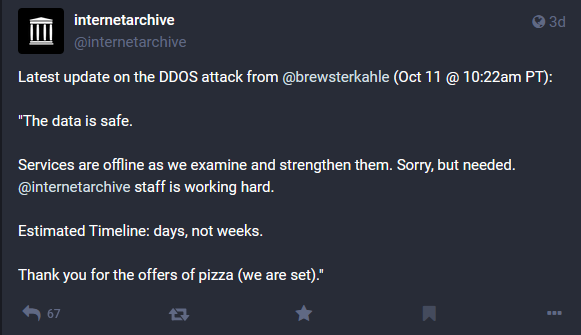 internetarchive
3d
@internetarchive
Latest update on the DDOS attack from @brewsterkahle (Oct 11 @ 10:22am PT):
"The data is safe.
Services are offline as we examine and strengthen them. Sorry, but needed.
@internetarchive staff is working hard.
Estimated Timeline: days, not weeks.
Thank you for the offers of pizza (we are set)."
67